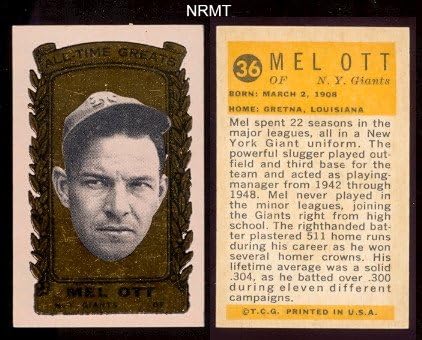 NRMT
ALL-TIME GREATS
MEL OTT
N.Y. GIANTS OF
36 MEL OTT
OF N. Y. Giants
BORN: MARCH 2, 1908
HOME: GRETNA, LOUISIANA
Mel spent 22 seasons in the
major leagues, all in a New
York Giant uniform. The
powerful slugger played out-
field and third base for the
team and acted as playing-
manager from 1942 through
1948. Mel never played in
the minor leagues, joining
the Giants right from high
school. The righthanded bat-
ter plastered 511 home runs
during his career as he won
several homer crowns. His
lifetime average was a solid
.304, as he batted over .300
during eleven different
campaigns.
©T.C.G. PRINTED IN U.S.A.